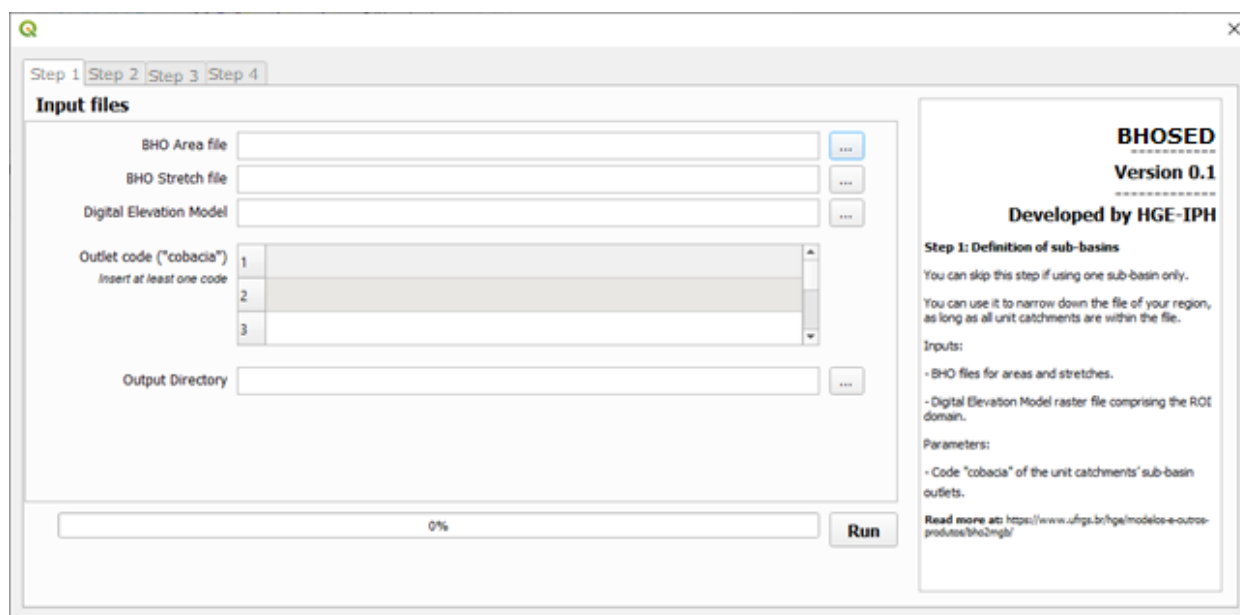 Step 1 Step 2 Step 3 Step 4
Input files
BHO Area file
...
BHO Stretch file
...
Digital Elevation Model
...
Outlet code ("cobacia")
Insert at least one code
1
2
3
Output Directory
...
0%
Run
BHOSED
-----------
Version 0.1
-------------
Developed by HGE-IPH
Step 1: Definition of sub-basins
You can skip this step if using one sub-basin only.
You can use it to narrow down the file of your region,
as long as all unit catchments are within the file.
Inputs:
- BHO files for areas and stretches.
- Digital Elevation Model raster file comprising the ROI
domain.
Parameters:
- Code "cobacia" of the unit catchments' sub-basin
outlets.
Read more at: https://www.ufrgs.br/hge/modelos-e-outros-
produtos/bho2mgb/